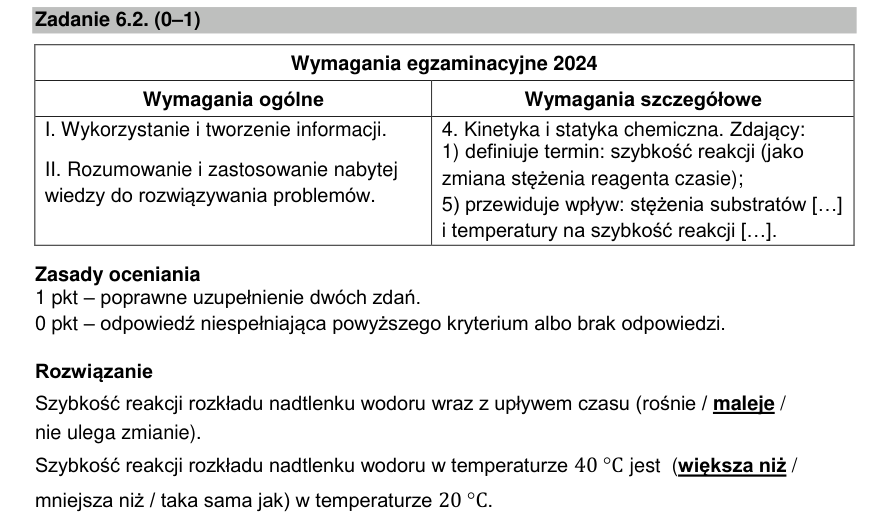 Zadanie 6.2. (0–1)
Wymagania egzaminacyjne 2024
Wymagania ogólne
Wymagania szczegółowe
I. Wykorzystanie i tworzenie informacji.
II. Rozumowanie i zastosowanie nabytej
wiedzy do rozwiązywania problemów.
4. Kinetyka i statyka chemiczna. Zdający:
1) definiuje termin: szybkość reakcji (jako
zmiana stężenia reagenta czasie);
5) przewiduje wpływ: stężenia substratów […]
i temperatury na szybkość reakcji […].
Zasady oceniania
1 pkt – poprawne uzupełnienie dwóch zdań.
0 pkt – odpowiedź niespełniająca powyższego kryterium albo brak odpowiedzi.
Rozwiązanie
Szybkość reakcji rozkładu nadtlenku wodoru wraz z upływem czasu (rośnie / maleje /
nie ulega zmianie).
Szybkość reakcji rozkładu nadtlenku wodoru w temperaturze 40 °C jest (większa niż /
mniejsza niż / taka sama jak) w temperaturze 20 °C.